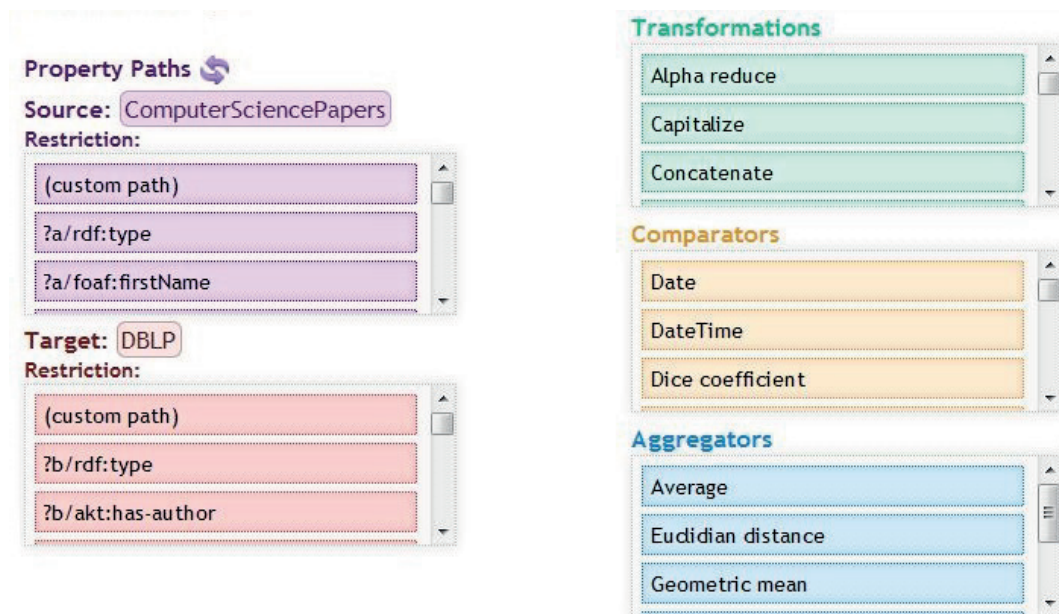 Property Paths
Source: ComputerSciencePapers
Restriction:
(custom path)
?a/rdf:type
?a/foaf:firstName
Target: DBLP
Restriction:
(custom path)
?b/rdf:type
?b/akt:has-author
Transformations
Alpha reduce
Capitalize
Concatenate
Comparators
Date
DateTime
Dice coefficient
Aggregators
Average
Euclidian distance
Geometric mean